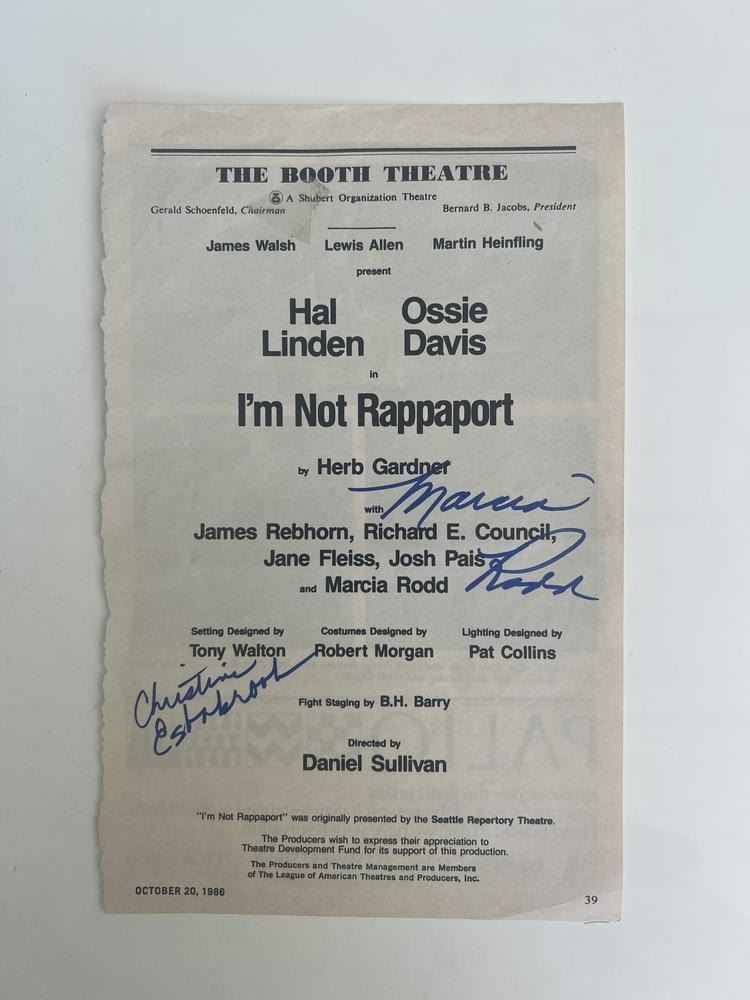 THE BOOTH THEATRE
A Shubert Organization Theatre
Gerald Schoenfeld, Chairman Bernard B. Jacobs, President
James Walsh Lewis Allen Martin Heinfling
present
Hal Linden Ossie Davis
in
I'm Not Rappaport
by Herb Gardner
Marcia
with
James Rebhorn, Richard E. Council,
Jane Fleiss, Josh Pais
Rodd
and Marcia Rodd
Setting Designed by Costumes Designed by Lighting Designed by
Tony Walton Robert Morgan Pat Collins
Christine
Estabrook
Fight Staging by B.H. Barry
Directed by
Daniel Sullivan
"I'm Not Rappaport" was originally presented by the Seattle Repertory Theatre.
The Producers wish to express their appreciation to
Theatre Development Fund for its support of this production.
The Producers and Theatre Management are Members
of The League of American Theatres and Producers, Inc.
OCTOBER 20, 1986 39